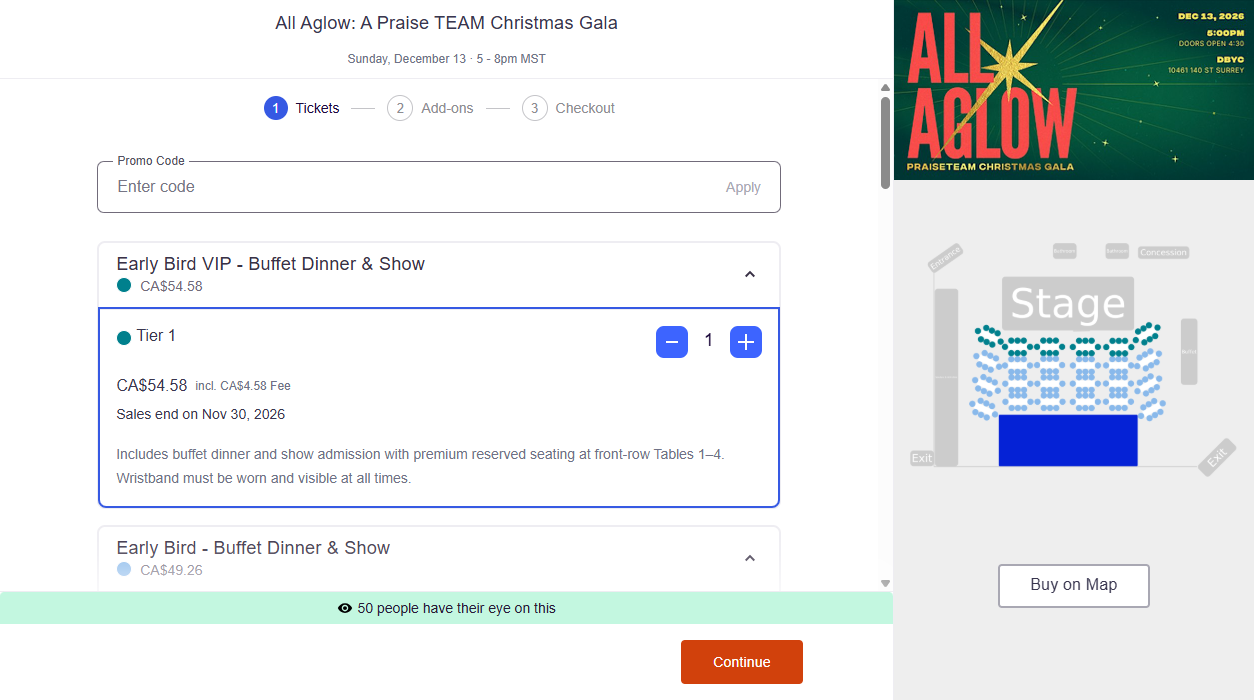 All Aglow: A Praise TEAM Christmas Gala
Sunday, December 13 · 5 - 8pm MST
1 Tickets 2 Add-ons 3 Checkout
Promo Code
Enter code Apply
Early Bird VIP - Buffet Dinner & Show
CA$54.58
Tier 1
1
CA$54.58 incl. CA$4.58 Fee
Sales end on Nov 30, 2026
Includes buffet dinner and show admission with premium reserved seating at front-row Tables 1–4.
Wristband must be worn and visible at all times.
Early Bird - Buffet Dinner & Show
CA$49.26
50 people have their eye on this
Continue
ALL
AGLOW
PRAISETEAM CHRISTMAS GALA
DEC 13, 2026
5:00PM
DOORS OPEN 4:30
DBYC
10461 140 ST SURREY
Entrance
Concession
Stage
Exit
Exit
Buy on Map